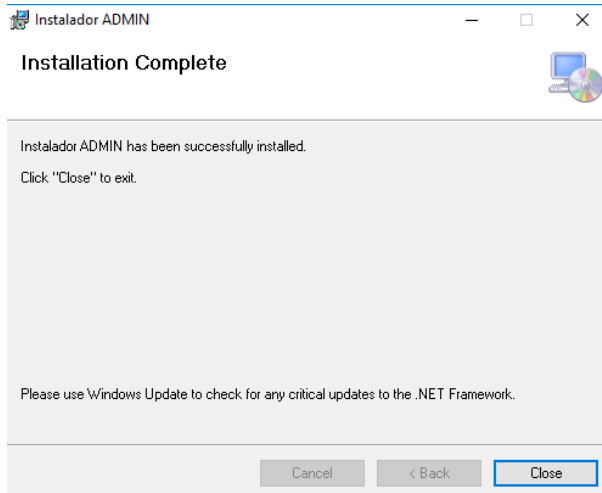 Instalador ADMIN
Installation Complete
Instalador ADMIN has been successfully installed.
Click "Close" to exit.
Please use Windows Update to check for any critical updates to the .NET Framework.
Cancel
< Back
Close